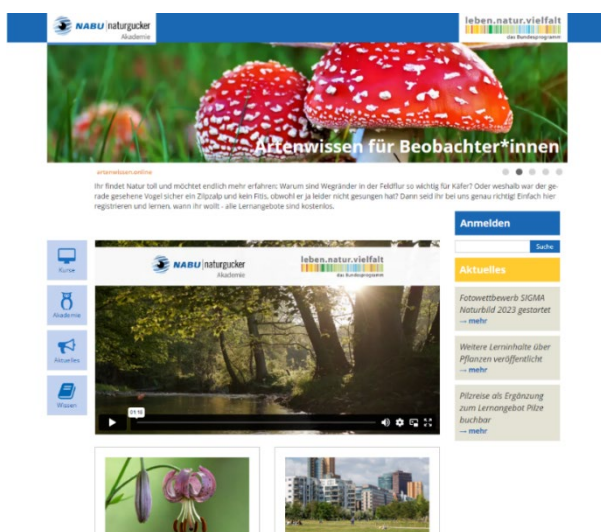 NABU naturgucker
Akademie
leben.natur.vielfalt
das Bundesprogramm
Artenwissen für Beobachter*innen
artenwissen.online
Ihr findet Natur toll und möchtet endlich mehr erfahren: Warum sind Wegränder in der Feldflur so wichtig für Käfer? Oder weshalb war der ge-
rade gesehene Vogel sicher ein Zilpzalp und kein Fitis, obwohl er ja leider nicht gesungen hat? Dann seid ihr bei uns genau richtig! Einfach hier
registrieren und lernen, wann ihr wollt - alle Lernangebote sind kostenlos.
Anmelden
Suche
Aktuelles
Fotowettbewerb SIGMA
Naturbild 2023 gestartet
→ mehr
Weitere Lerninhalte über
Pflanzen veröffentlicht
→ mehr
Pilzreise als Ergänzung
zum Lernangebot Pilze
buchbar
→ mehr
Kurse
Akademie
Aktuelles
Wissen
NABU naturgucker
Akademie
leben.natur.vielfalt
das Bundesprogramm
01:10